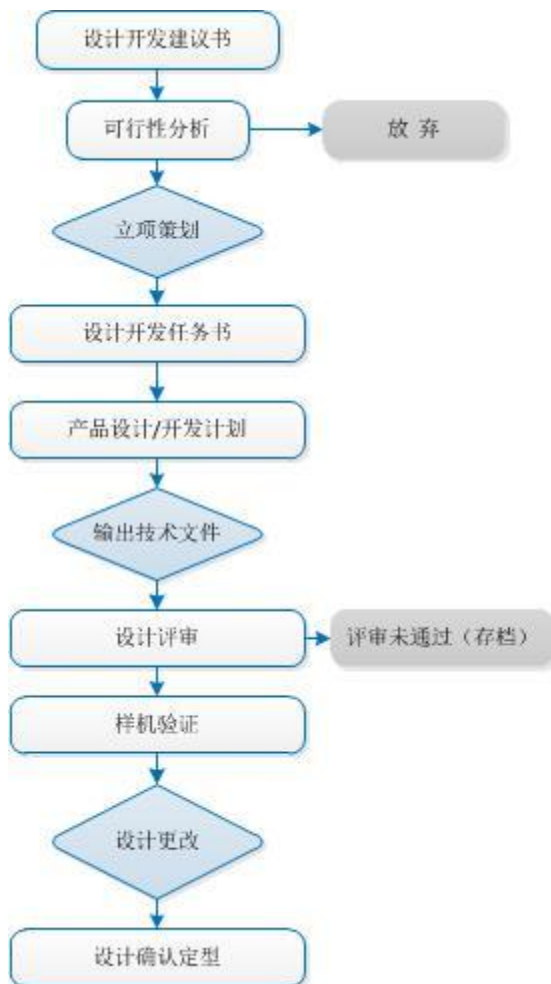 设计开发建议书
可行性分析
放 弃
立项策划
设计开发任务书
产品设计/开发计划
输出技术文件
设计评审
评审未通过（存档）
样机验证
设计更改
设计确认定型